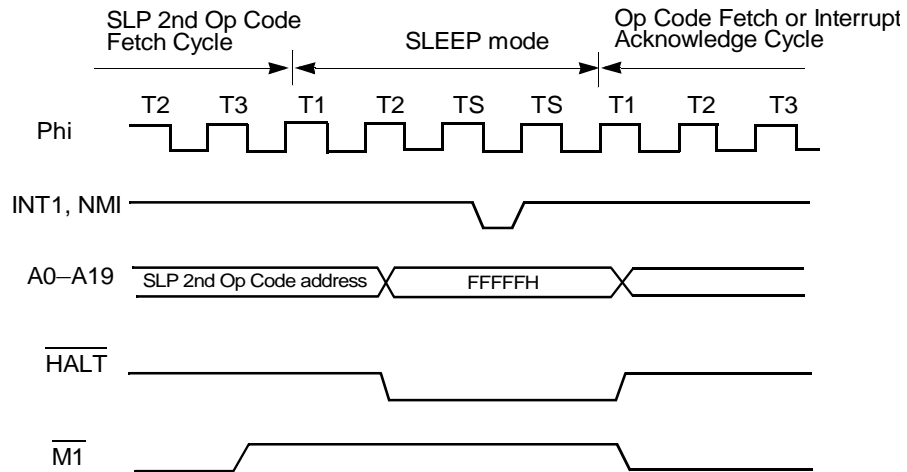 SLP 2nd Op Code
Fetch Cycle
SLEEP mode
Op Code Fetch or Interrupt
Acknowledge Cycle
T2 T3 T1 T2 TS TS T1 T2 T3
Phi
INT1, NMI
A0–A19 SLP 2nd Op Code address FFFFFH
HALT
M1